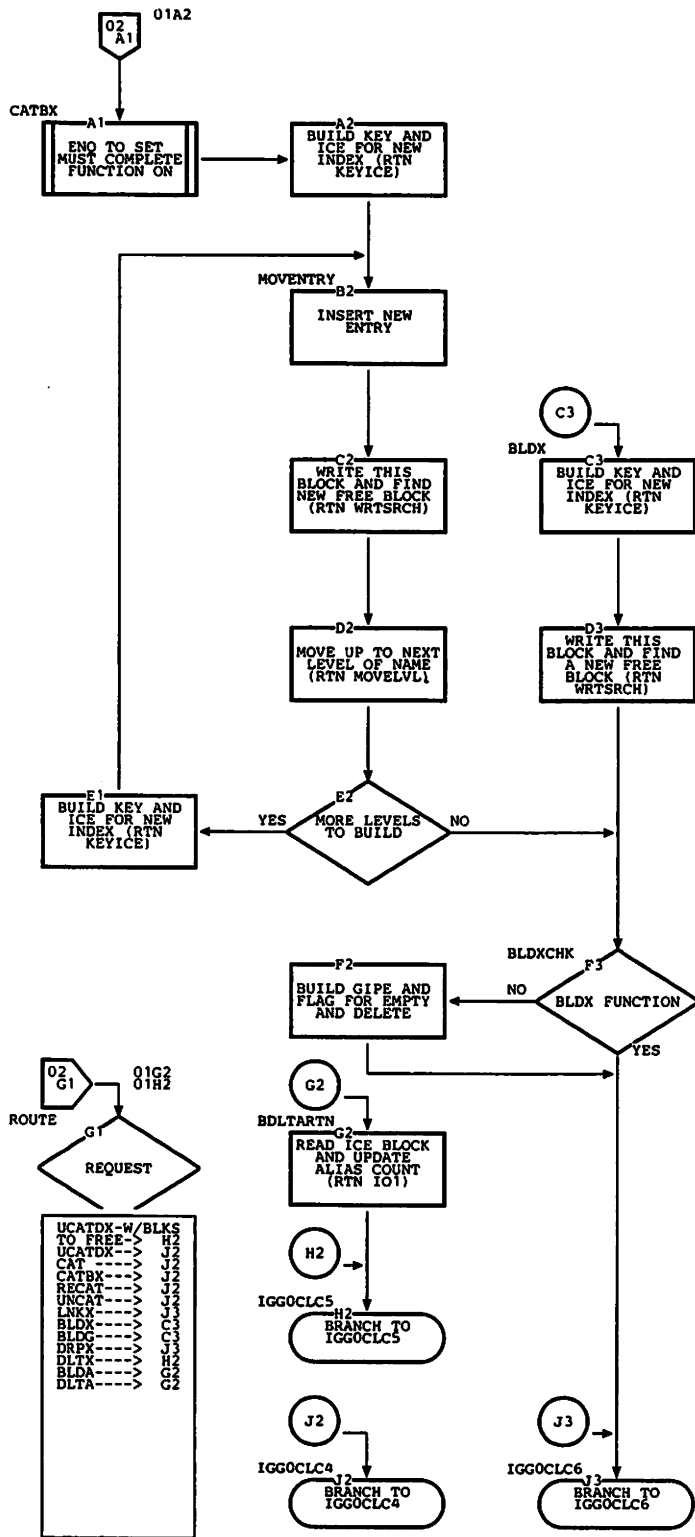 02
A1
01A2
CATBX
A1
ENQ TO SET
MUST COMPLETE
FUNCTION ON
A2
BUILD KEY AND
ICE FOR NEW
INDEX (RTN
KEYICE)
MOVENTRY
B2
INSERT NEW
ENTRY
C3
BLDX
C2
WRITE THIS
BLOCK AND FIND
NEW FREE BLOCK
(RTN WRTSRCH)
C3
BUILD KEY AND
ICE FOR NEW
INDEX (RTN
KEYICE)
D2
MOVE UP TO NEXT
LEVEL OF NAME
(RTN MOVELVL)
D3
WRITE THIS
BLOCK AND FIND
A NEW FREE
BLOCK (RTN
WRTSRCH)
E1
BUILD KEY AND
ICE FOR NEW
INDEX (RTN
KEYICE)
YES
E2
MORE LEVELS
TO BUILD
NO
BLDXCHK
F2
BUILD GIPE AND
FLAG FOR EMPTY
AND DELETE
NO
F3
BLDX FUNCTION
YES
02
G1
01G2
01H2
ROUTE
G1
REQUEST
G2
BDLTARTN
G2
READ ICE BLOCK
AND UPDATE
ALIAS COUNT
(RTN IO1)
UCATDX-W/BLKS
TO FREE-> H2
UCATDX--> J2
CAT ----> J2
CATBX---> J2
RECAT---> J2
UNCAT---> J2
LNKX----> J3
BLDX----> C3
BLDG----> C3
DRPX----> J3
DLTX----> H2
BLDA----> G2
DLTA----> G2
H2
IGG0CLC5
H2
BRANCH TO
IGG0CLC5
J2
IGG0CLC4
J2
BRANCH TO
IGG0CLC4
J3
IGG0CLC6
J3
BRANCH TO
IGG0CLC6